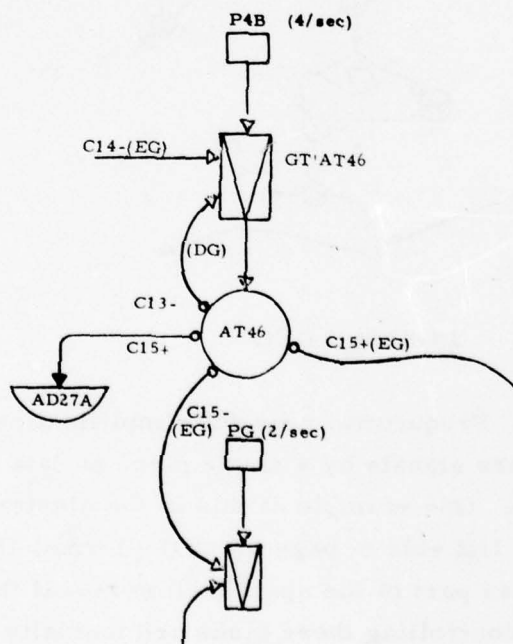 P4B (4/sec)
C14-(EG)
GT'AT46
(DG)
C13-
AT46
C15+
C15+(EG)
AD27A
C15-
(EG)
PG (2/sec)